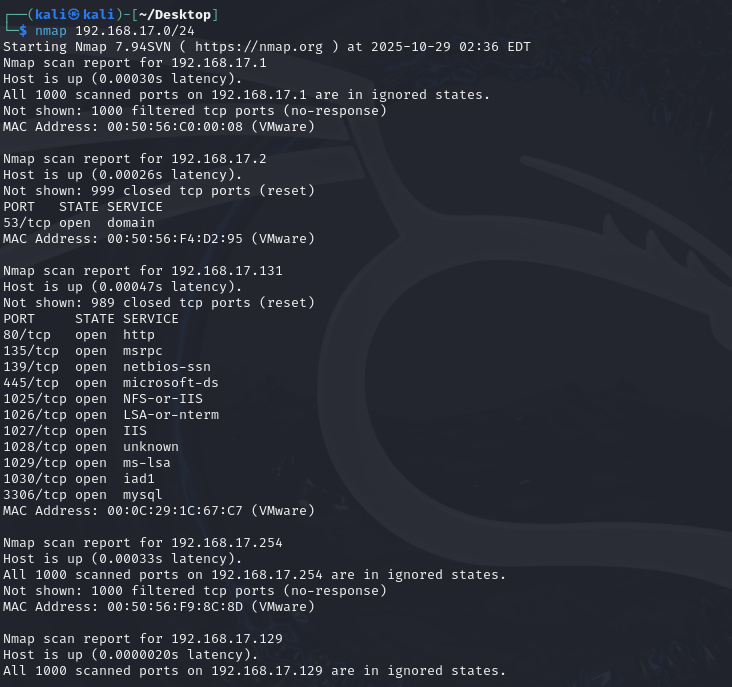 ┌──(kali㉿kali)-[~/Desktop]
└─$ nmap 192.168.17.0/24
Starting Nmap 7.94SVN ( https://nmap.org ) at 2025-10-29 02:36 EDT
Nmap scan report for 192.168.17.1
Host is up (0.00030s latency).
All 1000 scanned ports on 192.168.17.1 are in ignored states.
Not shown: 1000 filtered tcp ports (no-response)
MAC Address: 00:50:56:C0:00:08 (VMware)

Nmap scan report for 192.168.17.2
Host is up (0.00026s latency).
Not shown: 999 closed tcp ports (reset)
PORT   STATE SERVICE
53/tcp open  domain
MAC Address: 00:50:56:F4:D2:95 (VMware)

Nmap scan report for 192.168.17.131
Host is up (0.00047s latency).
Not shown: 989 closed tcp ports (reset)
PORT     STATE SERVICE
80/tcp   open  http
135/tcp  open  msrpc
139/tcp  open  netbios-ssn
445/tcp  open  microsoft-ds
1025/tcp open  NFS-or-IIS
1026/tcp open  LSA-or-nterm
1027/tcp open  IIS
1028/tcp open  unknown
1029/tcp open  ms-lsa
1030/tcp open  iad1
3306/tcp open  mysql
MAC Address: 00:0C:29:1C:67:C7 (VMware)

Nmap scan report for 192.168.17.254
Host is up (0.00033s latency).
All 1000 scanned ports on 192.168.17.254 are in ignored states.
Not shown: 1000 filtered tcp ports (no-response)
MAC Address: 00:50:56:F9:8C:8D (VMware)

Nmap scan report for 192.168.17.129
Host is up (0.0000020s latency).
All 1000 scanned ports on 192.168.17.129 are in ignored states.